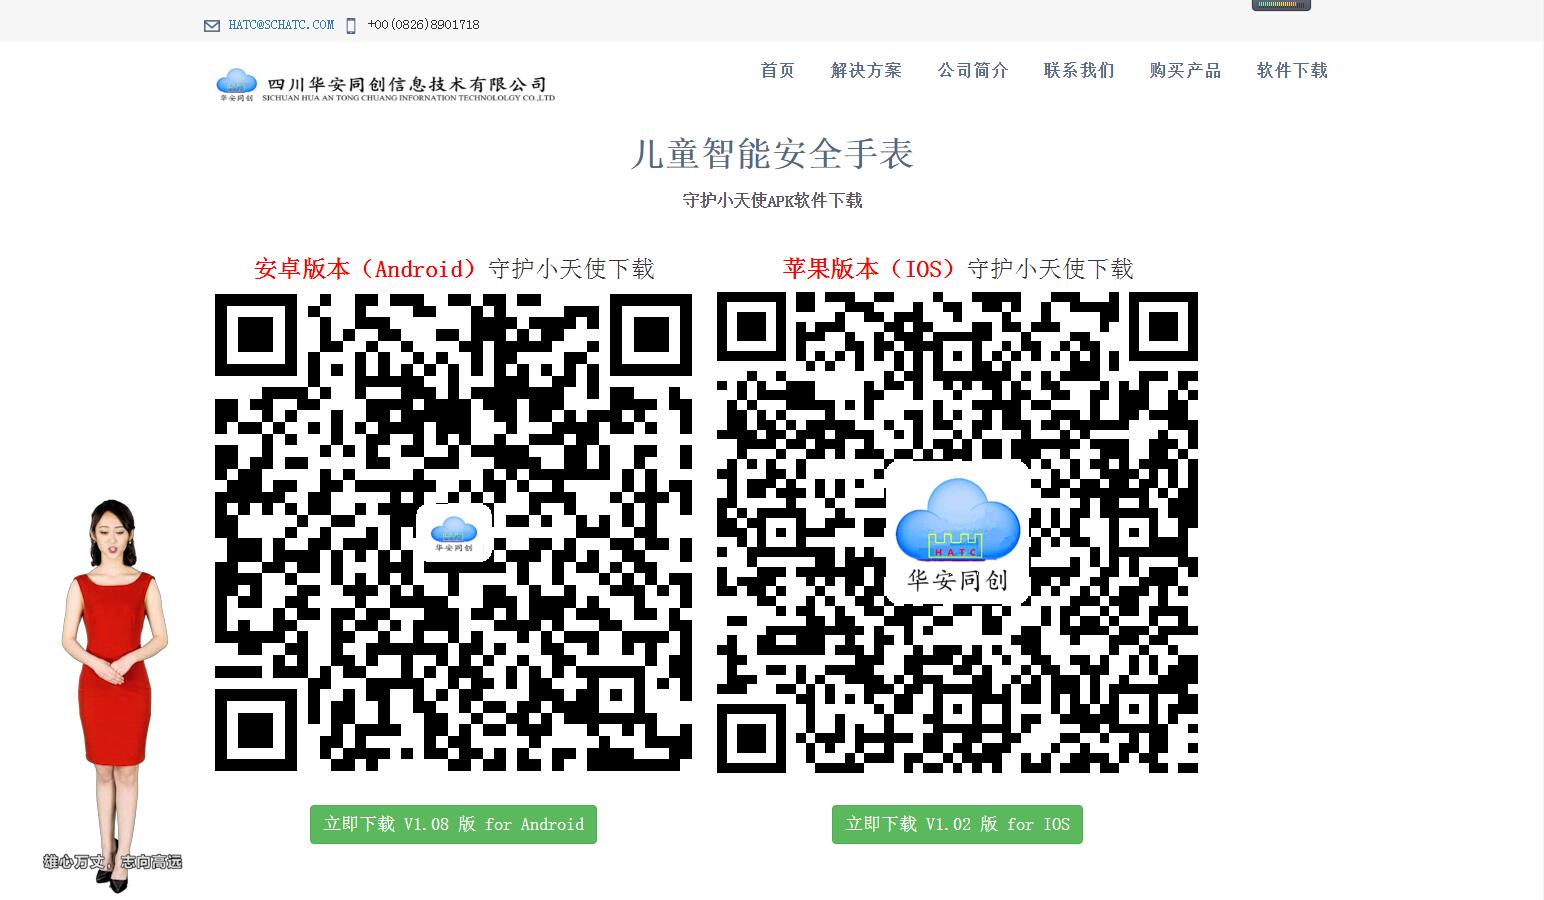 HATC@SCHATC.COM +00(0826)8901718
华安同创 四川华安同创信息技术有限公司
SICHUAN HUA AN TONG CHUANG INFORNATION TECHNOLOLGY CO.,LTD
首页 解决方案 公司简介 联系我们 购买产品 软件下载
儿童智能安全手表
守护小天使APK软件下载
安卓版本（Android）守护小天使下载
苹果版本（IOS）守护小天使下载
华安同创
H.A.T.C
华安同创
立即下载 V1.08 版 for Android
立即下载 V1.02 版 for IOS
雄心万丈，志向高远